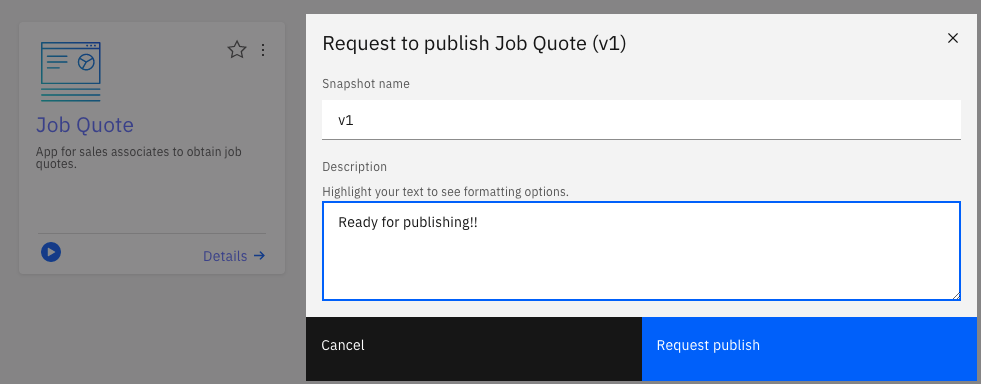 Job Quote
App for sales associates to obtain job
quotes.
Details
Request to publish Job Quote (v1)
Snapshot name
v1
Description
Highlight your text to see formatting options.
Ready for publishing!!
Cancel
Request publish